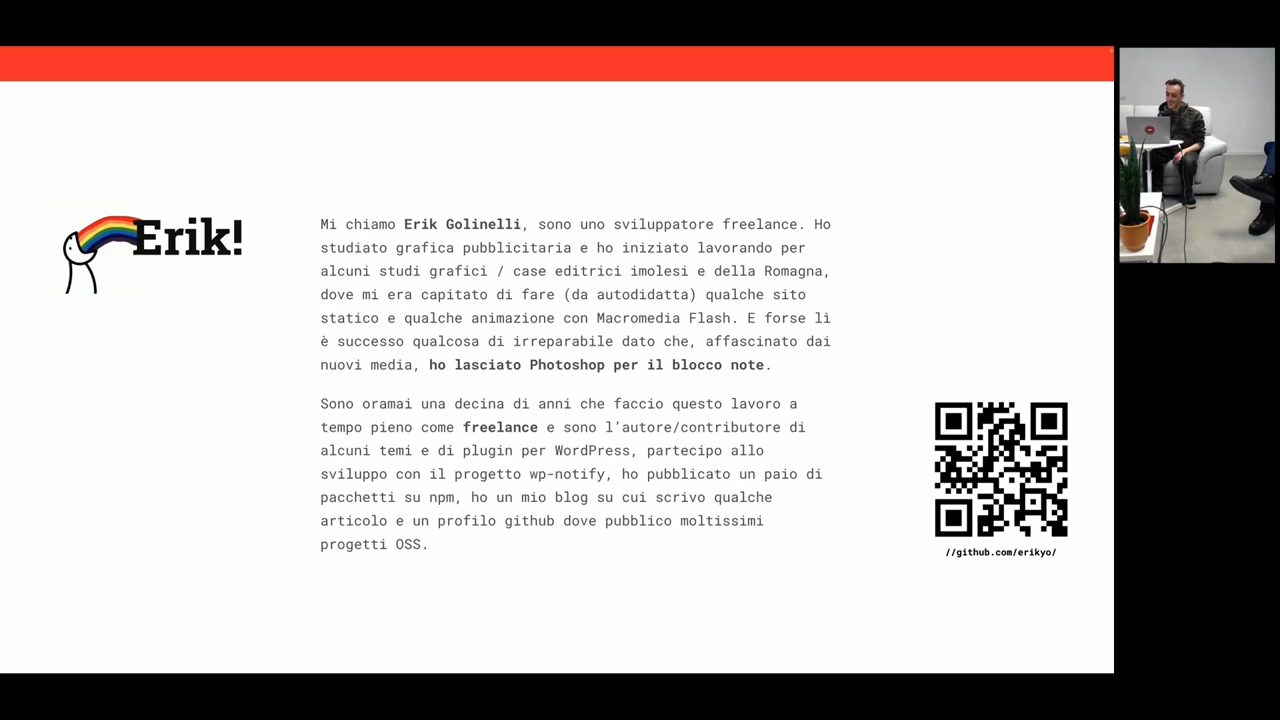 Erik!
Mi chiamo Erik Golinelli, sono uno sviluppatore freelance. Ho
studiato grafica pubblicitaria e ho iniziato lavorando per
alcuni studi grafici / case editrici imolesi e della Romagna,
dove mi era capitato di fare (da autodidatta) qualche sito
statico e qualche animazione con Macromedia Flash. E forse lì
è successo qualcosa di irreparabile dato che, affascinato dai
nuovi media, ho lasciato Photoshop per il blocco note.
Sono oramai una decina di anni che faccio questo lavoro a
tempo pieno come freelance e sono l’autore/contributore di
alcuni temi e di plugin per WordPress, partecipo allo
sviluppo con il progetto wp-notify, ho pubblicato un paio di
pacchetti su npm, ho un mio blog su cui scrivo qualche
articolo e un profilo github dove pubblico moltissimi
progetti OSS.
//github.com/erikyo/